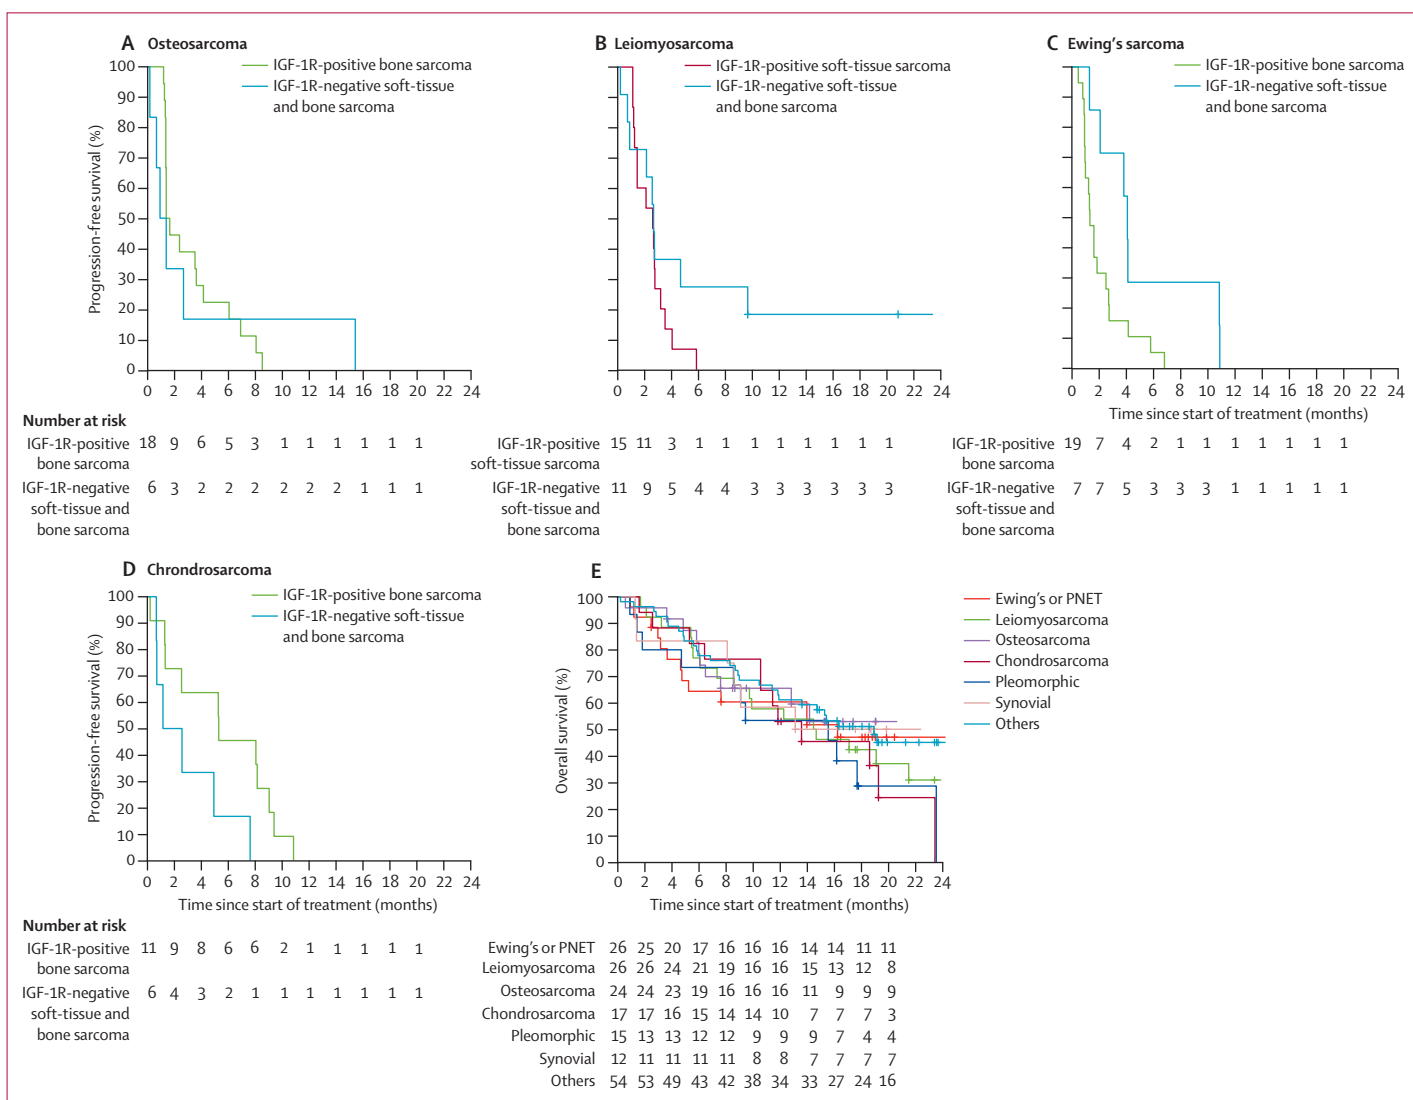 A Osteosarcoma
IGF-1R-positive bone sarcoma
IGF-1R-negative soft-tissue
and bone sarcoma
Progression-free survival (%)
100
90
80
70
60
50
40
30
20
10
0
0 2 4 6 8 10 12 14 16 18 20 22 24
Number at risk
IGF-1R-positive 18 9 6 5 3 1 1 1 1 1 1
bone sarcoma
IGF-1R-negative 6 3 2 2 2 2 2 2 1 1 1
soft-tissue and
bone sarcoma
B Leiomyosarcoma
IGF-1R-positive soft-tissue sarcoma
IGF-1R-negative soft-tissue
and bone sarcoma
0 2 4 6 8 10 12 14 16 18 20 22 24
IGF-1R-positive 15 11 3 1 1 1 1 1 1 1 1
soft-tissue sarcoma
IGF-1R-negative 11 9 5 4 4 3 3 3 3 3 3
soft-tissue and
bone sarcoma
C Ewing's sarcoma
IGF-1R-positive bone sarcoma
IGF-1R-negative soft-tissue
and bone sarcoma
0 2 4 6 8 10 12 14 16 18 20 22 24
Time since start of treatment (months)
IGF-1R-positive 19 7 4 2 1 1 1 1 1 1 1
bone sarcoma
IGF-1R-negative 7 7 5 3 3 3 1 1 1 1 1
soft-tissue and
bone sarcoma
D Chrondrosarcoma
IGF-1R-positive bone sarcoma
IGF-1R-negative soft-tissue
and bone sarcoma
Progression-free survival (%)
100
90
80
70
60
50
40
30
20
10
0
0 2 4 6 8 10 12 14 16 18 20 22 24
Time since start of treatment (months)
Number at risk
IGF-1R-positive 11 9 8 6 6 2 1 1 1 1 1
bone sarcoma
IGF-1R-negative 6 4 3 2 1 1 1 1 1 1 1
soft-tissue and
bone sarcoma
E
Overall survival (%)
100
90
80
70
60
50
40
30
20
10
0
0 2 4 6 8 10 12 14 16 18 20 22 24
Time since start of treatment (months)
Ewing's or PNET
Leiomyosarcoma
Osteosarcoma
Chondrosarcoma
Pleomorphic
Synovial
Others
Ewing's or PNET 26 25 20 17 16 16 16 14 14 11 11
Leiomyosarcoma 26 26 24 21 19 16 16 15 13 12 8
Osteosarcoma 24 24 23 19 16 16 16 11 9 9 9
Chondrosarcoma 17 17 16 15 14 14 10 7 7 7 3
Pleomorphic 15 13 13 12 12 9 9 9 7 4 4
Synovial 12 11 11 11 11 8 8 7 7 7 7
Others 54 53 49 43 42 38 34 33 27 24 16